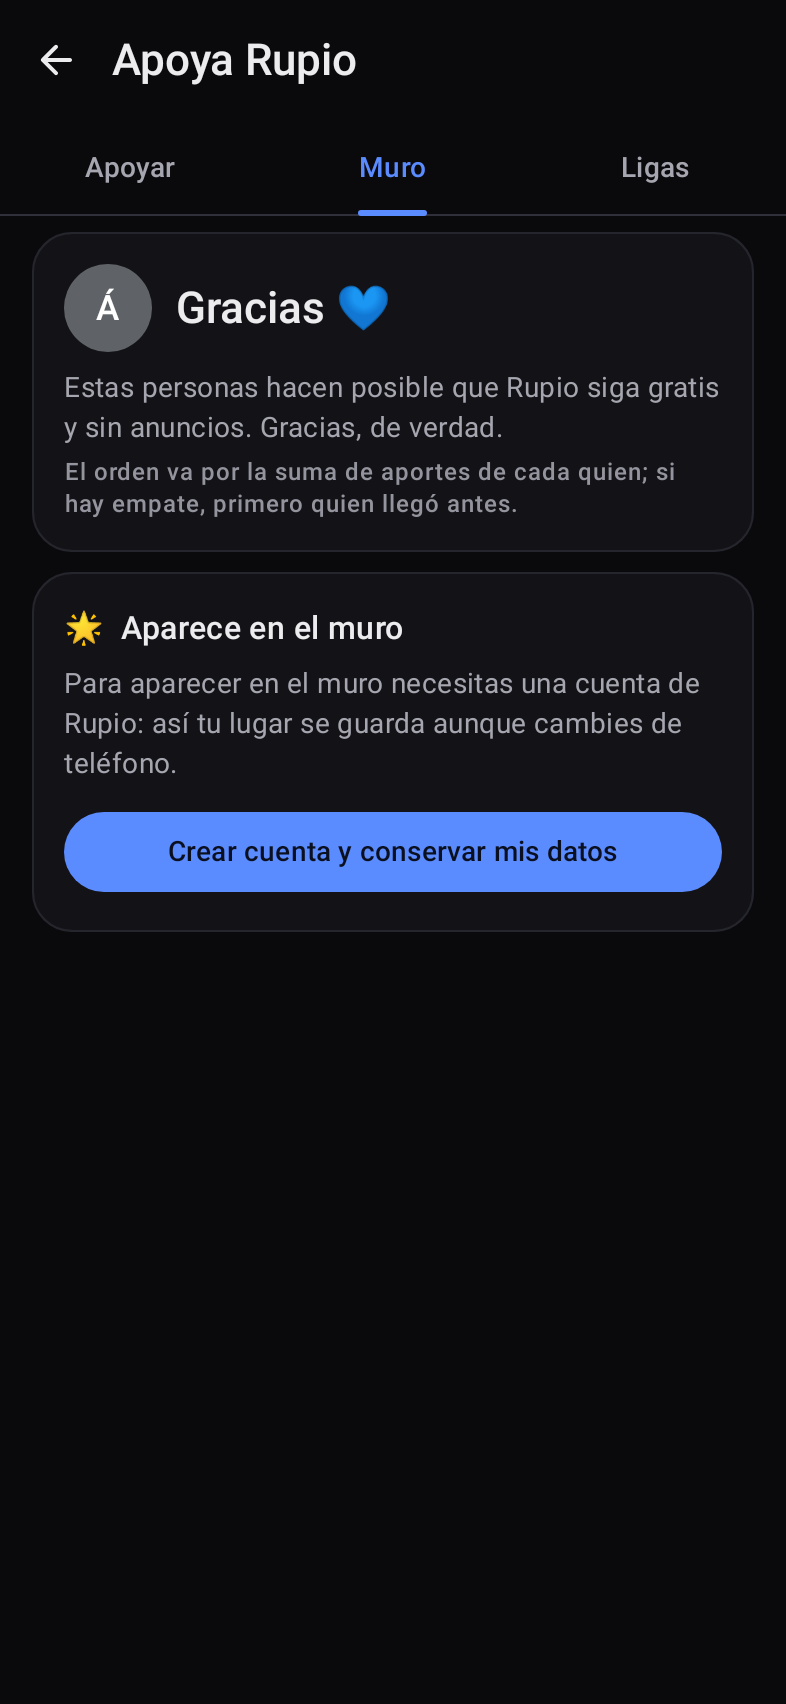 Apoya Rupio
Apoyar
Muro
Ligas
Á
Gracias 💙
Estas personas hacen posible que Rupio siga gratis
y sin anuncios. Gracias, de verdad.
El orden va por la suma de aportes de cada quien; si
hay empate, primero quien llegó antes.
🌟 Aparece en el muro
Para aparecer en el muro necesitas una cuenta de
Rupio: así tu lugar se guarda aunque cambies de
teléfono.
Crear cuenta y conservar mis datos